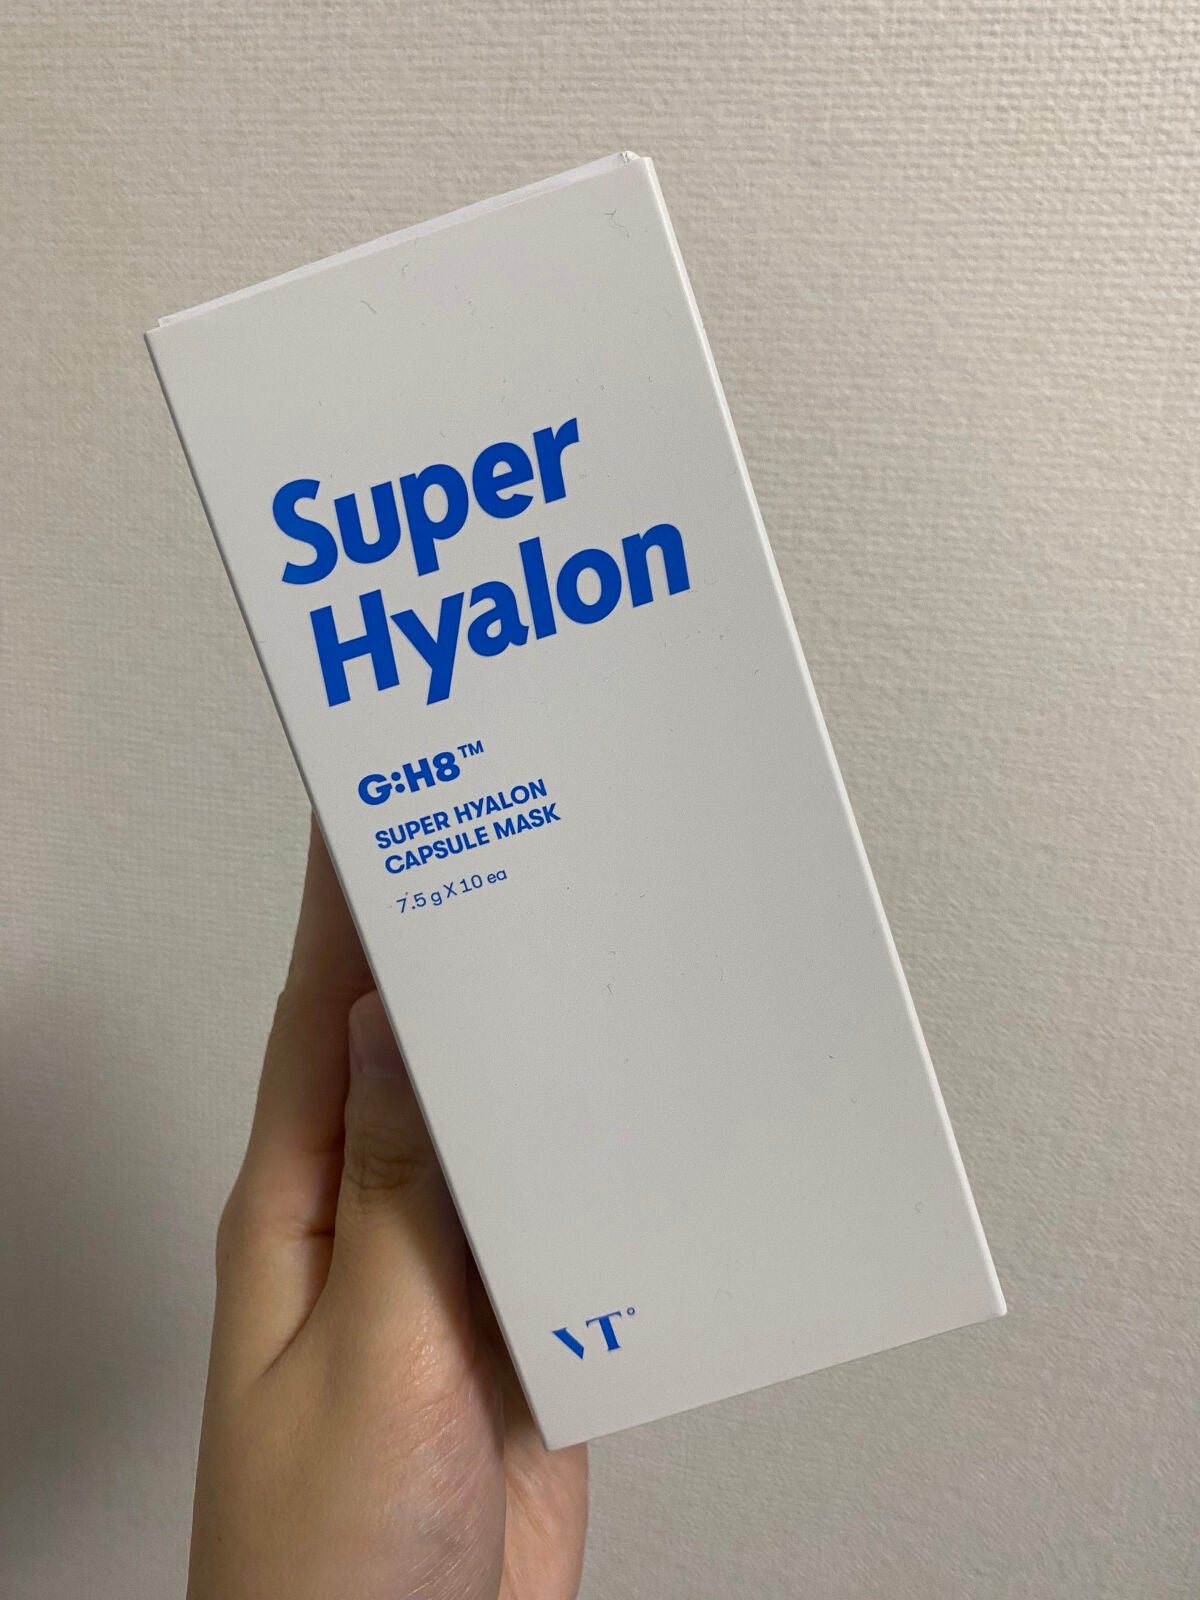 Super
Hyalon
G:H8™
SUPER HYALON
CAPSULE MASK
7.5 g X 10 ea
VT°